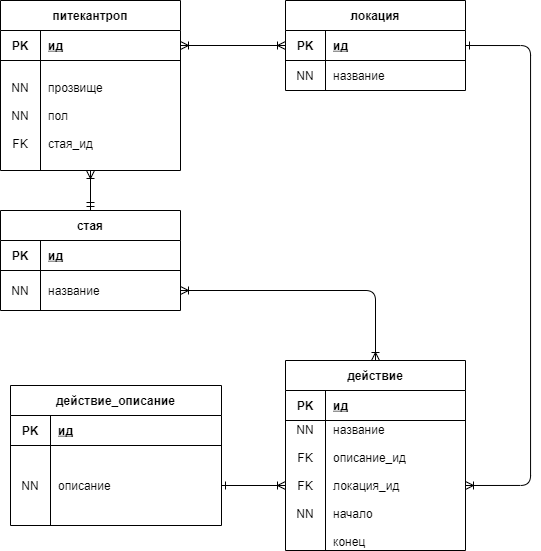 питекантроп
PK ид
NN прозвище
NN пол
FK стая_ид
локация
PK ид
NN название
стая
PK ид
NN название
действие_описание
PK ид
NN описание
действие
PK ид
NN название
FK описание_ид
FK локация_ид
NN начало
конец